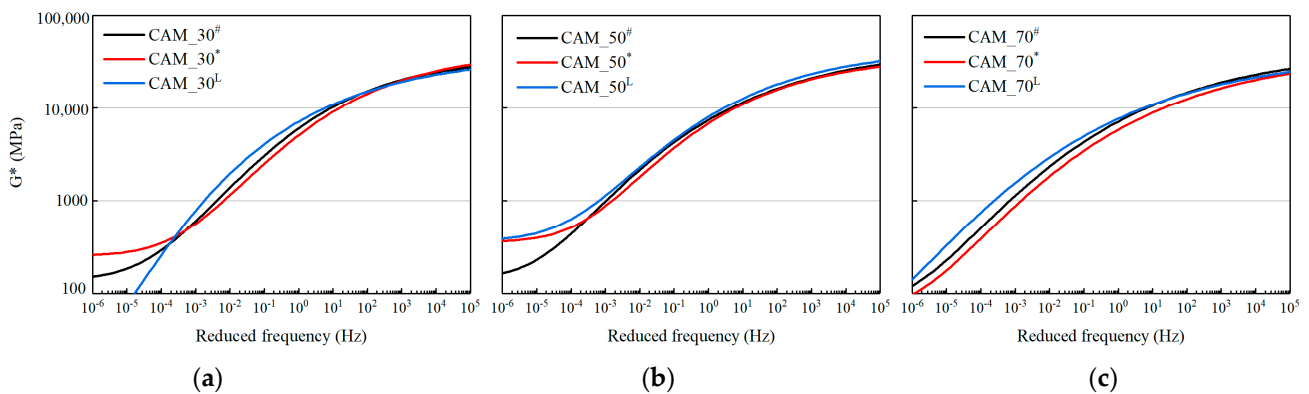 G* (MPa)
100,000
10,000
1000
100
CAM_30#
CAM_30*
CAM_30L
10-6 10-5 10-4 10-3 10-2 10-1 100 101 102 103 104 105
Reduced frequency (Hz)
(a)
CAM_50#
CAM_50*
CAM_50L
10-6 10-5 10-4 10-3 10-2 10-1 100 101 102 103 104 105
Reduced frequency (Hz)
(b)
CAM_70#
CAM_70*
CAM_70L
10-6 10-5 10-4 10-3 10-2 10-1 100 101 102 103 104 105
Reduced frequency (Hz)
(c)